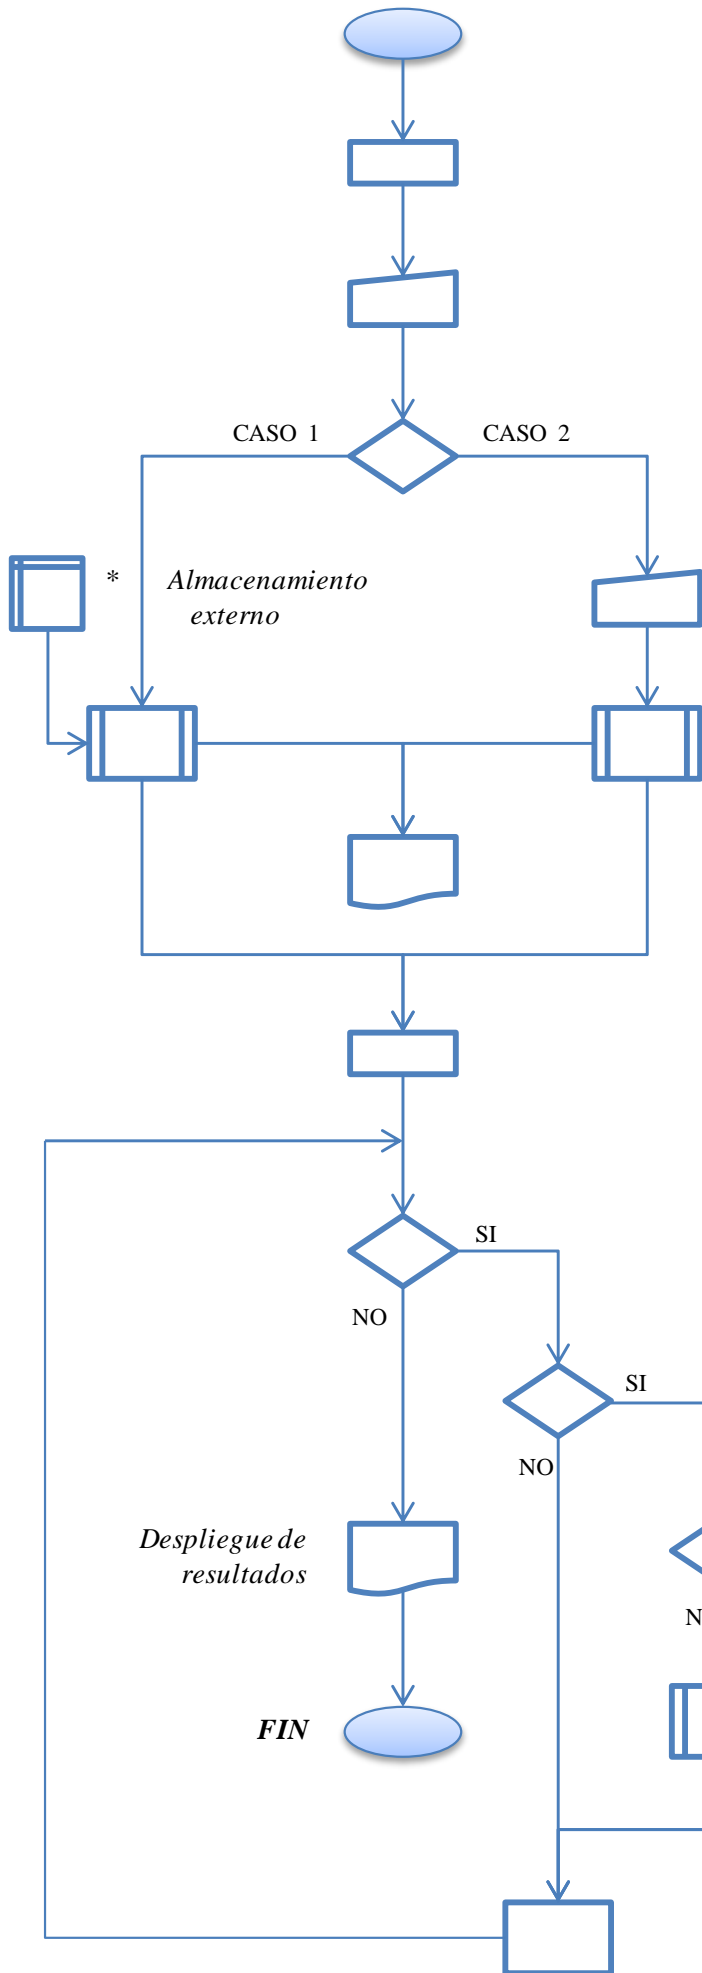 CASO 1
CASO 2
*
Almacenamiento
externo
SI
NO
SI
NO
N
Despliegue de
resultados
FIN